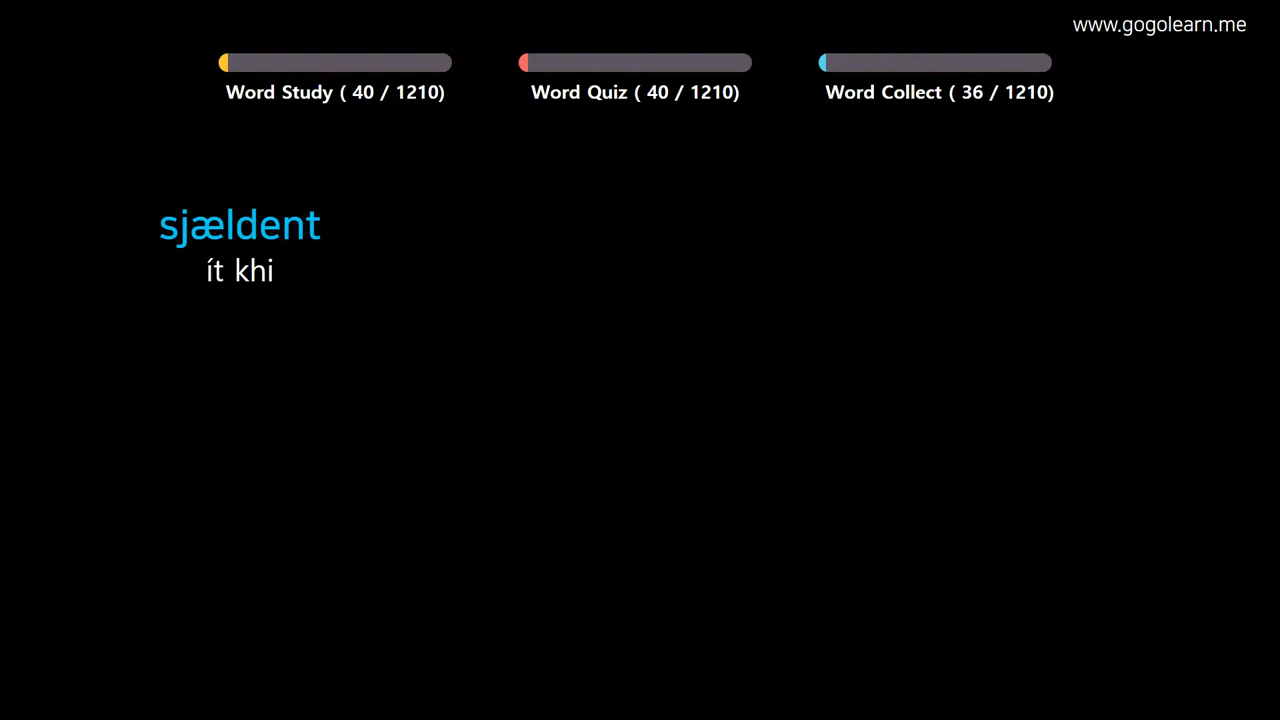 www.gogolearn.me
Word Study ( 40 / 1210)
Word Quiz ( 40 / 1210)
Word Collect ( 36 / 1210)
sjældent
ít khi